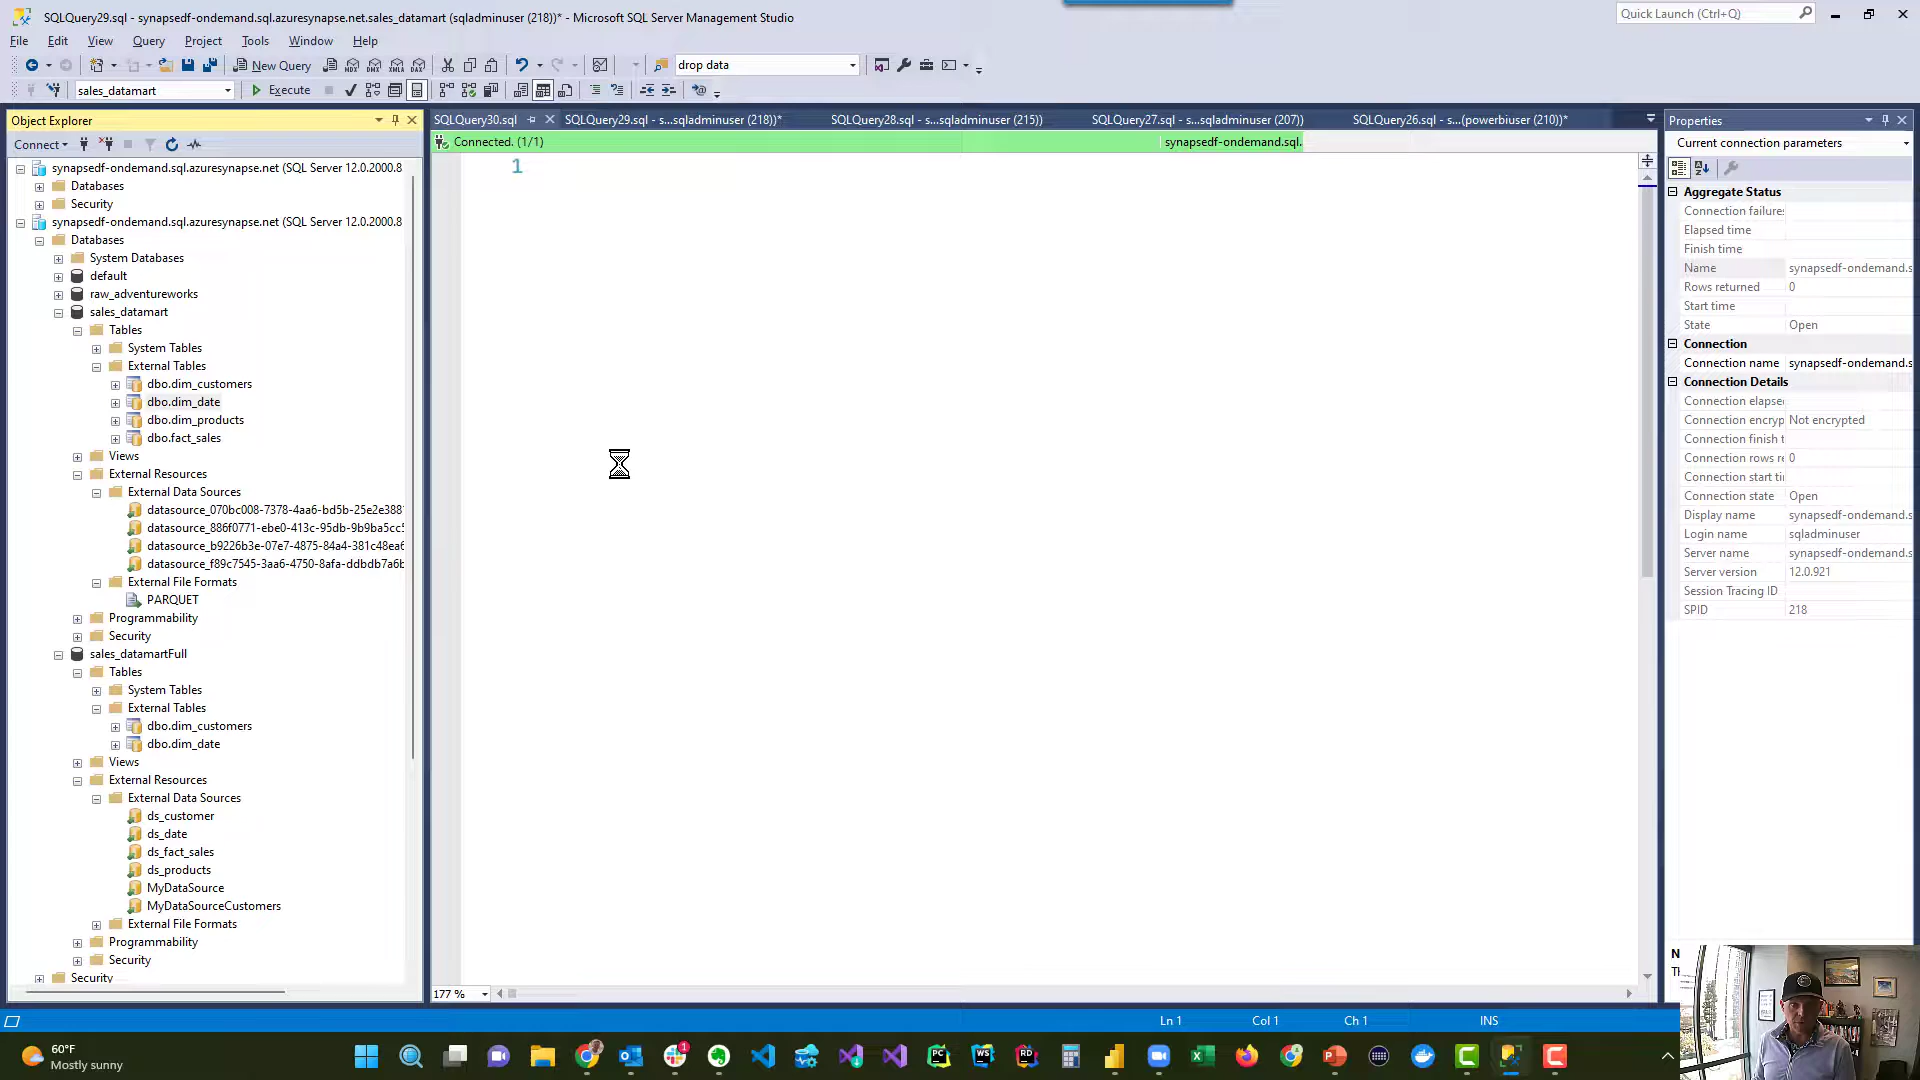 SQLQuery29.sql - synapsedf-ondemand.sql.azuresynapse.net.sales_datamart (sqladminuser (218))* - Microsoft SQL Server Management Studio
Quick Launch (Ctrl+Q)
File Edit View Query Project Tools Window Help
New Query
drop data
sales_datamart
Execute
Object Explorer
Connect
synapsedf-ondemand.sql.azuresynapse.net (SQL Server 12.0.2000.8
Databases
Security
synapsedf-ondemand.sql.azuresynapse.net (SQL Server 12.0.2000.8
Databases
System Databases
default
raw_adventureworks
sales_datamart
Tables
System Tables
External Tables
dbo.dim_customers
dbo.dim_date
dbo.dim_products
dbo.fact_sales
Views
External Resources
External Data Sources
datasource_070bc008-7378-4aa6-bd5b-25e2e388
datasource_886f0771-ebe0-413c-95db-9b9ba5cc5
datasource_b9226b3e-07e7-4875-84a4-381c48ea6
datasource_f89c7545-3aa6-4750-8afa-ddbdb7a6b
External File Formats
PARQUET
Programmability
Security
sales_datamartFull
Tables
System Tables
External Tables
dbo.dim_customers
dbo.dim_date
Views
External Resources
External Data Sources
ds_customer
ds_date
ds_fact_sales
ds_products
MyDataSource
MyDataSourceCustomers
External File Formats
Programmability
Security
Security
SQLQuery30.sql
SQLQuery29.sql - s...sqladminuser (218))*
SQLQuery28.sql - s...sqladminuser (215))
SQLQuery27.sql - s...sqladminuser (207))
SQLQuery26.sql - s...(powerbiuser (210))*
Connected. (1/1)
synapsedf-ondemand.sql.
1
177 %
Properties
Current connection parameters
Aggregate Status
Connection failures
Elapsed time
Finish time
Name synapsedf-ondemand.s
Rows returned 0
Start time
State Open
Connection
Connection name synapsedf-ondemand.s
Connection Details
Connection elapse
Connection encryp Not encrypted
Connection finish t
Connection rows re 0
Connection start ti
Connection state Open
Display name synapsedf-ondemand.s
Login name sqladminuser
Server name synapsedf-ondemand.s
Server version 12.0.921
Session Tracing ID
SPID 218
N
Tl
Ln 1 Col 1 Ch 1 INS
60°F
Mostly sunny
1
PC
WS
RD